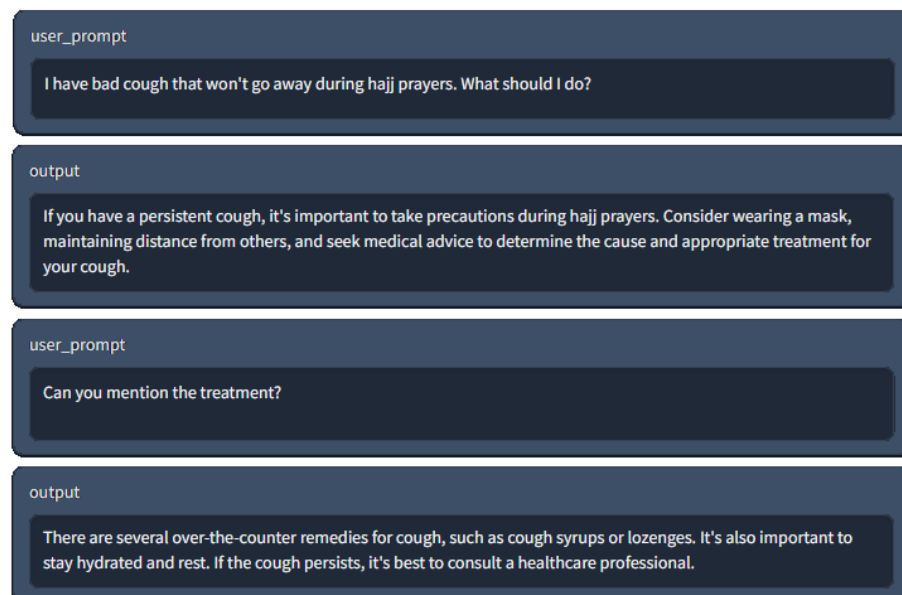 user_prompt
I have bad cough that won't go away during hajj prayers. What should I do?
output
If you have a persistent cough, it's important to take precautions during hajj prayers. Consider wearing a mask,
maintaining distance from others, and seek medical advice to determine the cause and appropriate treatment for
your cough.
user_prompt
Can you mention the treatment?
output
There are several over-the-counter remedies for cough, such as cough syrups or lozenges. It's also important to
stay hydrated and rest. If the cough persists, it's best to consult a healthcare professional.